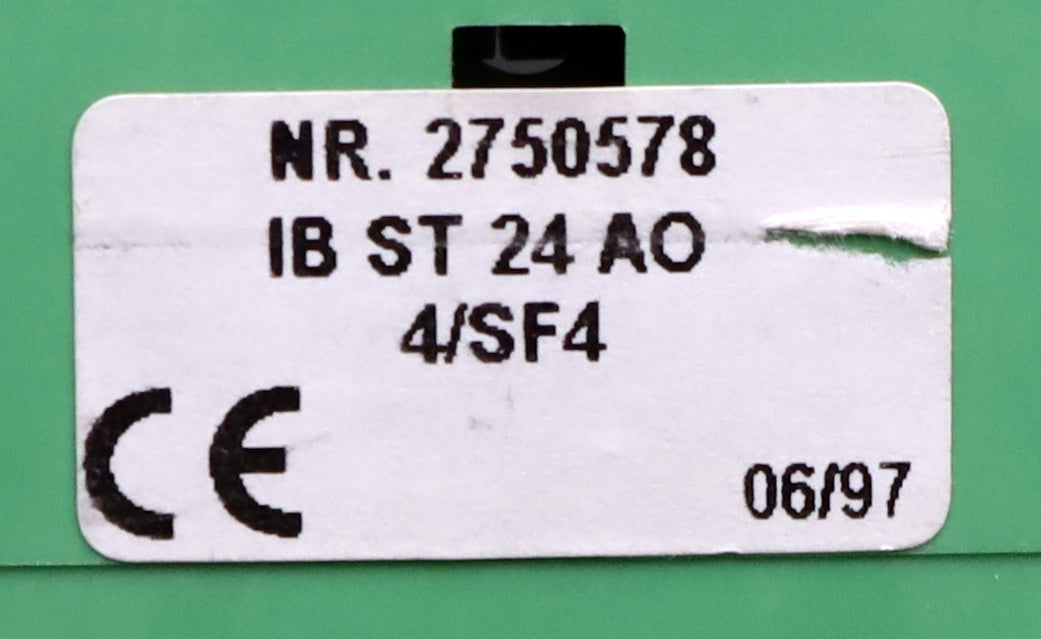 NR. 2750578
IB ST 24 AO
4/SF4
CE
06/97